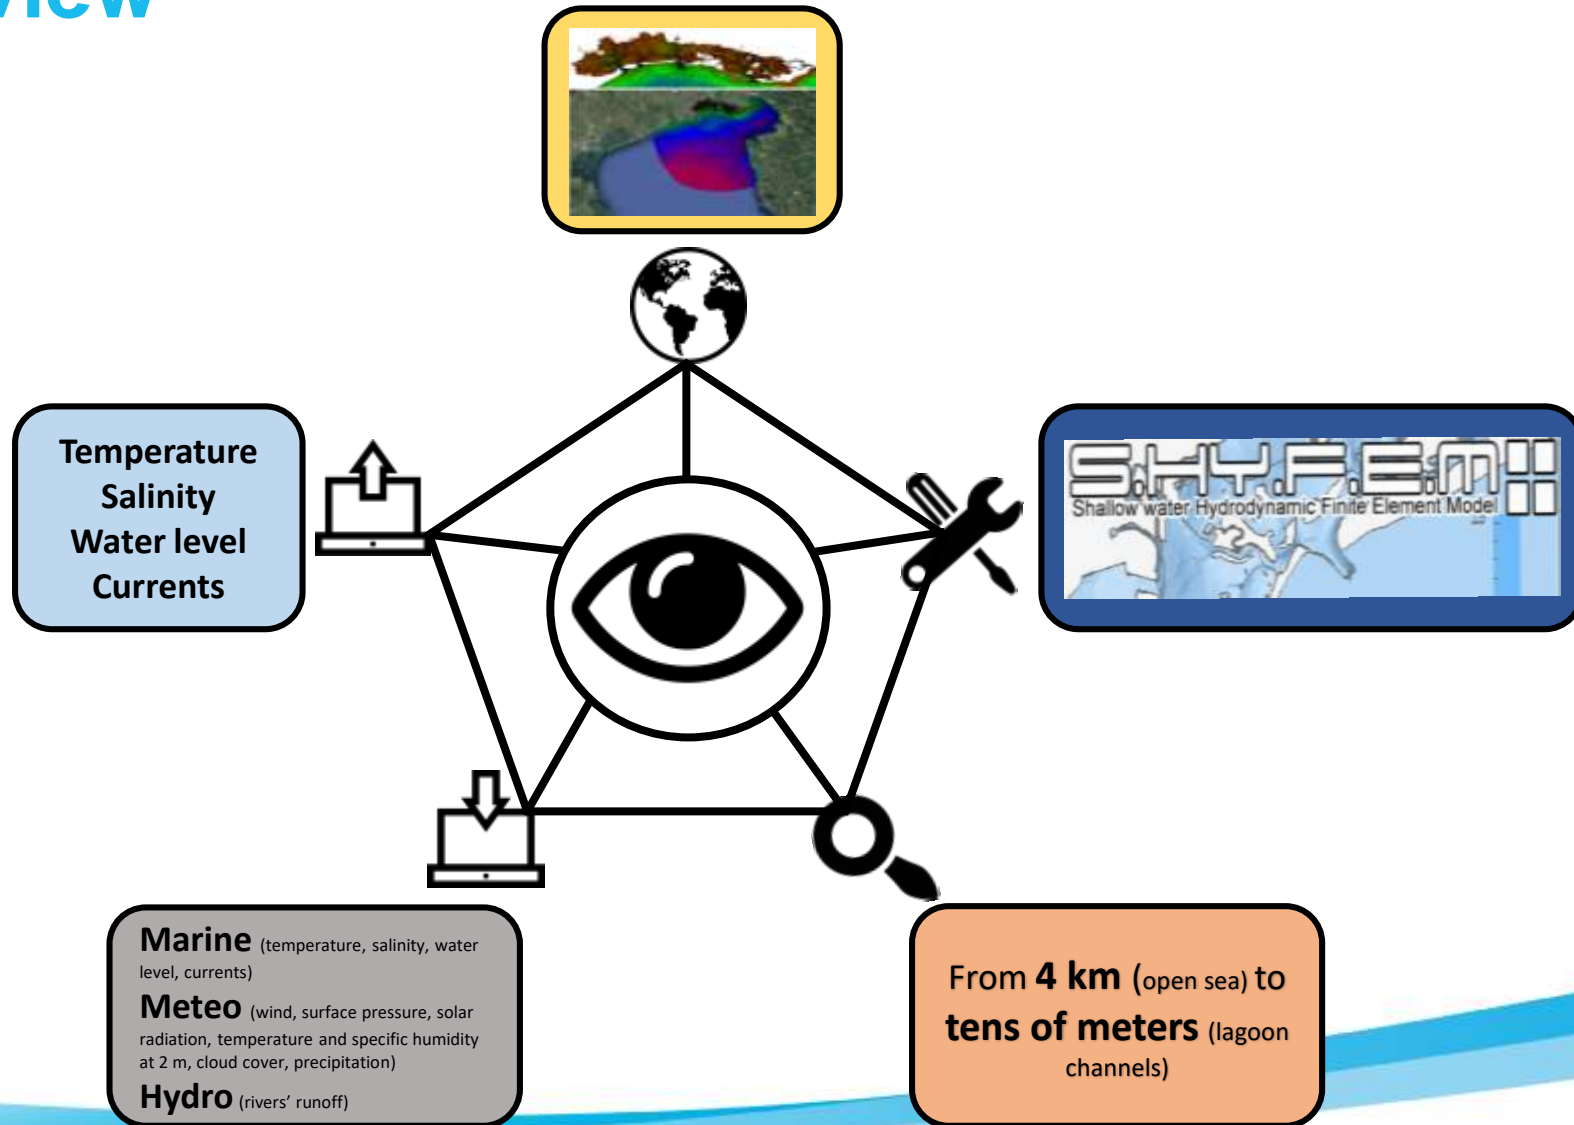 view
Temperature
Salinity
Water level
Currents
S.HY.F.E.M
Shallow water Hydrodynamic Finite Element Model
Marine (temperature, salinity, water
level, currents)
Meteo (wind, surface pressure, solar
radiation, temperature and specific humidity
at 2 m, cloud cover, precipitation)
Hydro (rivers' runoff)
From 4 km (open sea) to
tens of meters (lagoon
channels)